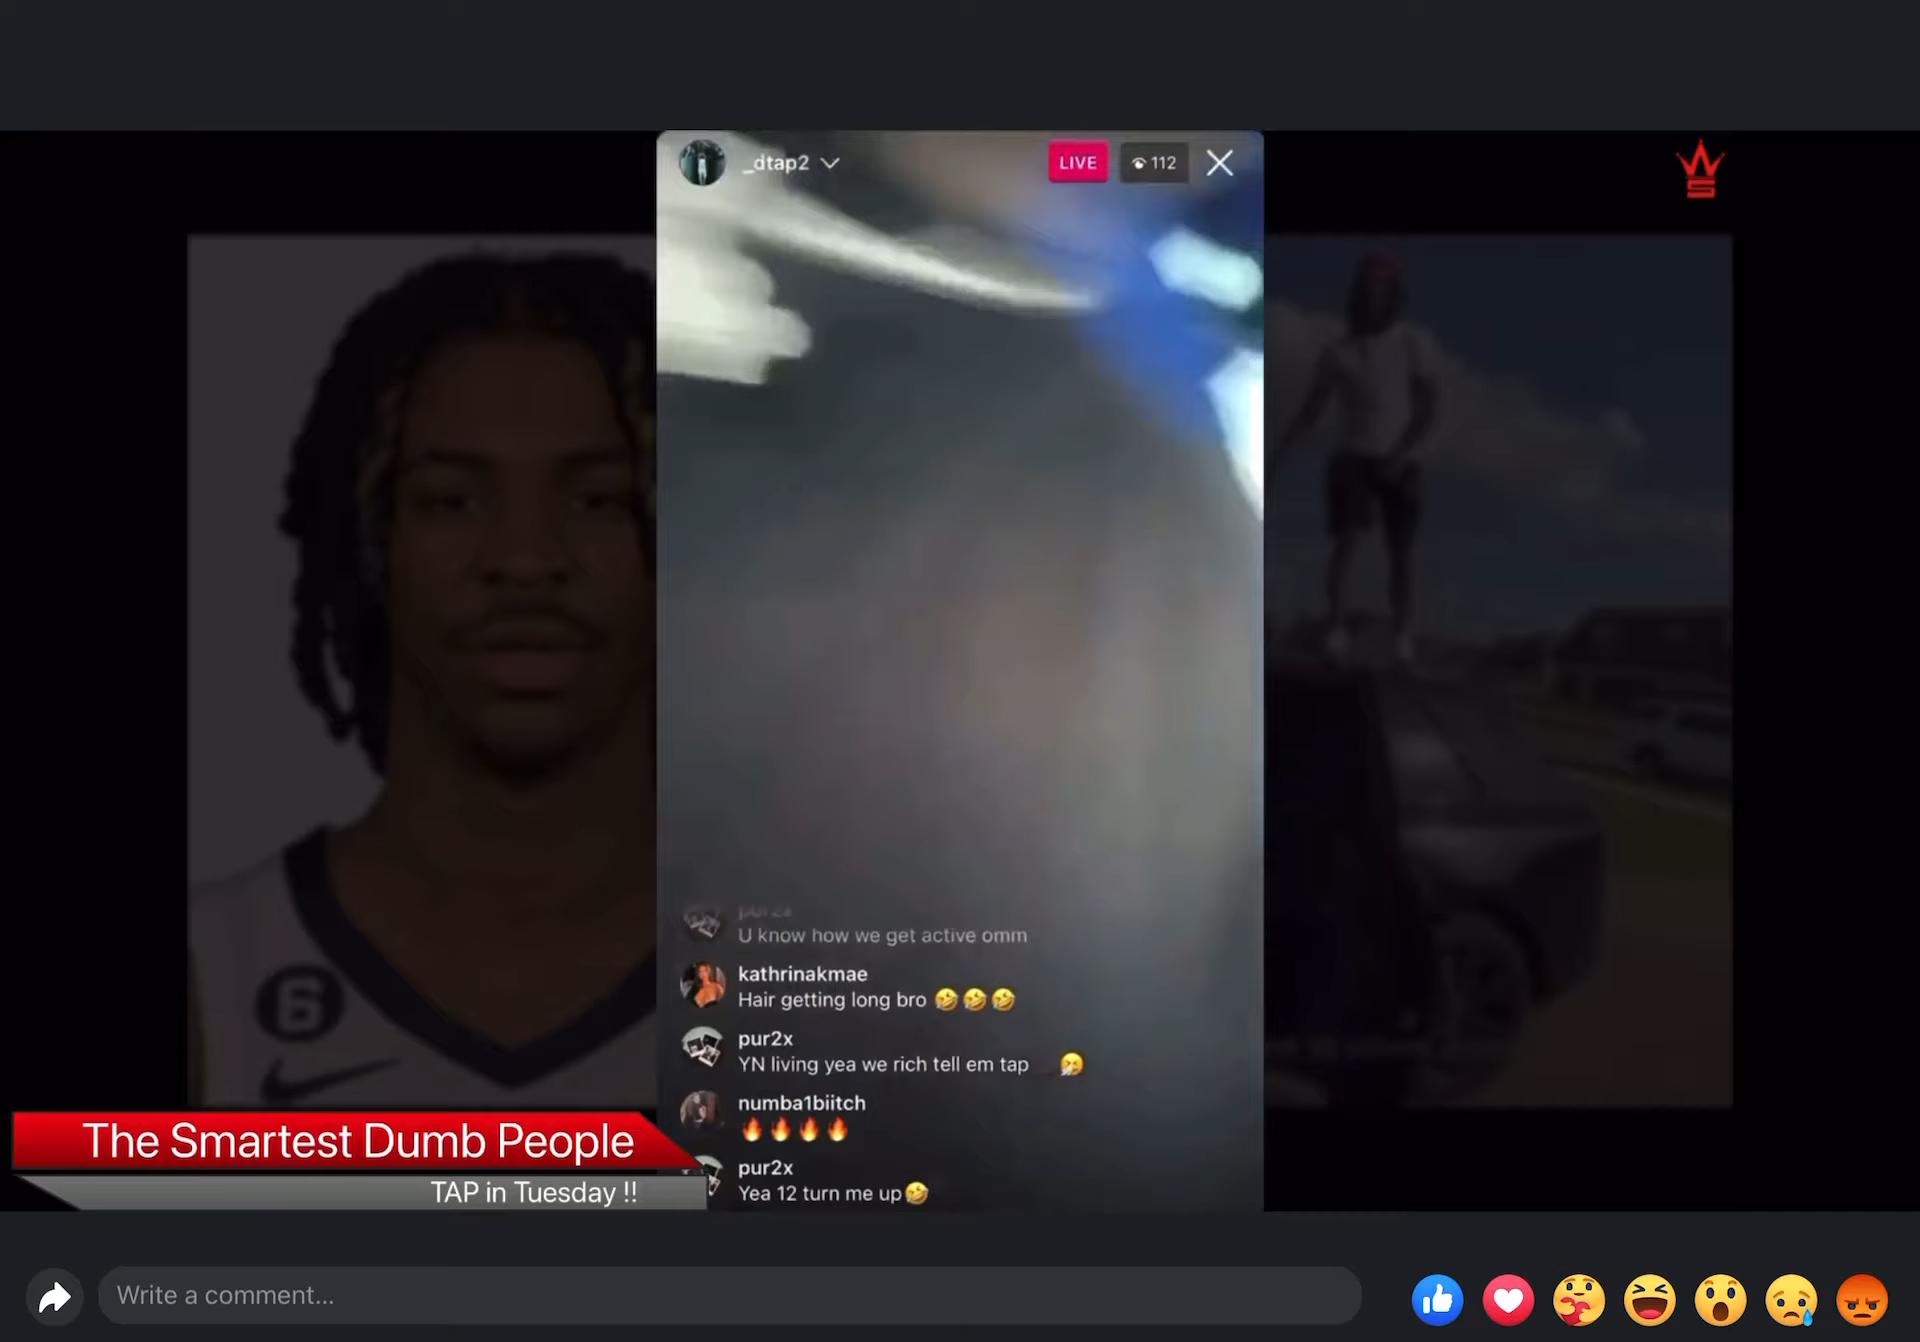 _dtap2
LIVE
112
pur2x
U know how we get active omm
kathrinakmae
Hair getting long bro 🤣🤣🤣
pur2x
YN living yea we rich tell em tap 🤧
numba1biitch
🔥🔥🔥🔥
pur2x
Yea 12 turn me up🤣
6
The Smartest Dumb People
TAP in Tuesday !!
Write a comment...